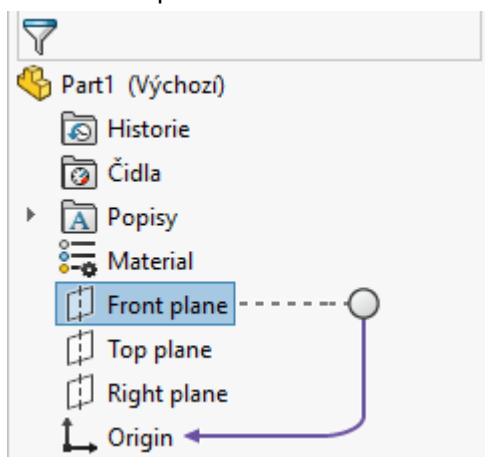 Part1 (Výchozí)
Historie
Čidla
A Popisy
Material
Front plane
Top plane
Right plane
Origin